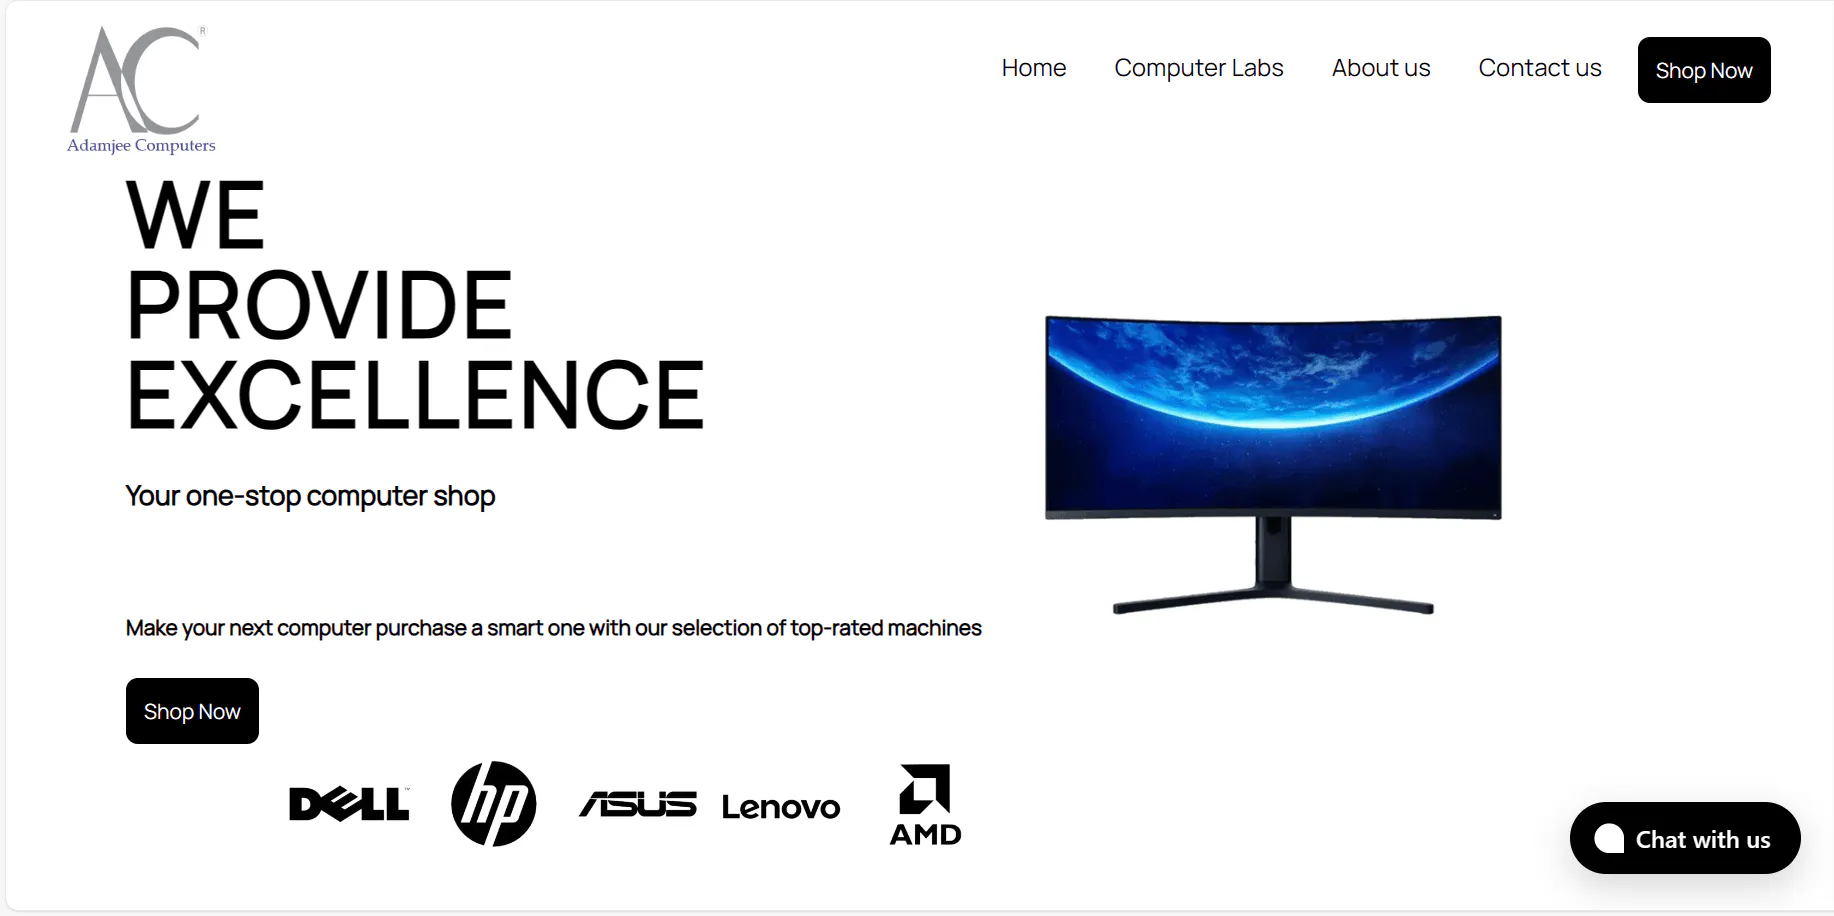 AC®
Adamjee Computers
Home Computer Labs About us Contact us Shop Now
WE
PROVIDE
EXCELLENCE
Your one-stop computer shop
Make your next computer purchase a smart one with our selection of top-rated machines
Shop Now
DELL™ hp ASUS Lenovo AMD
Chat with us